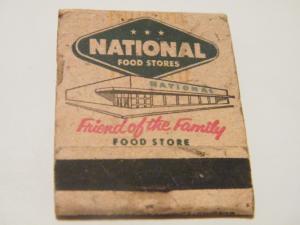 NATIONAL
FOOD STORES
NATIONAL
Friend of the Family
FOOD STORE